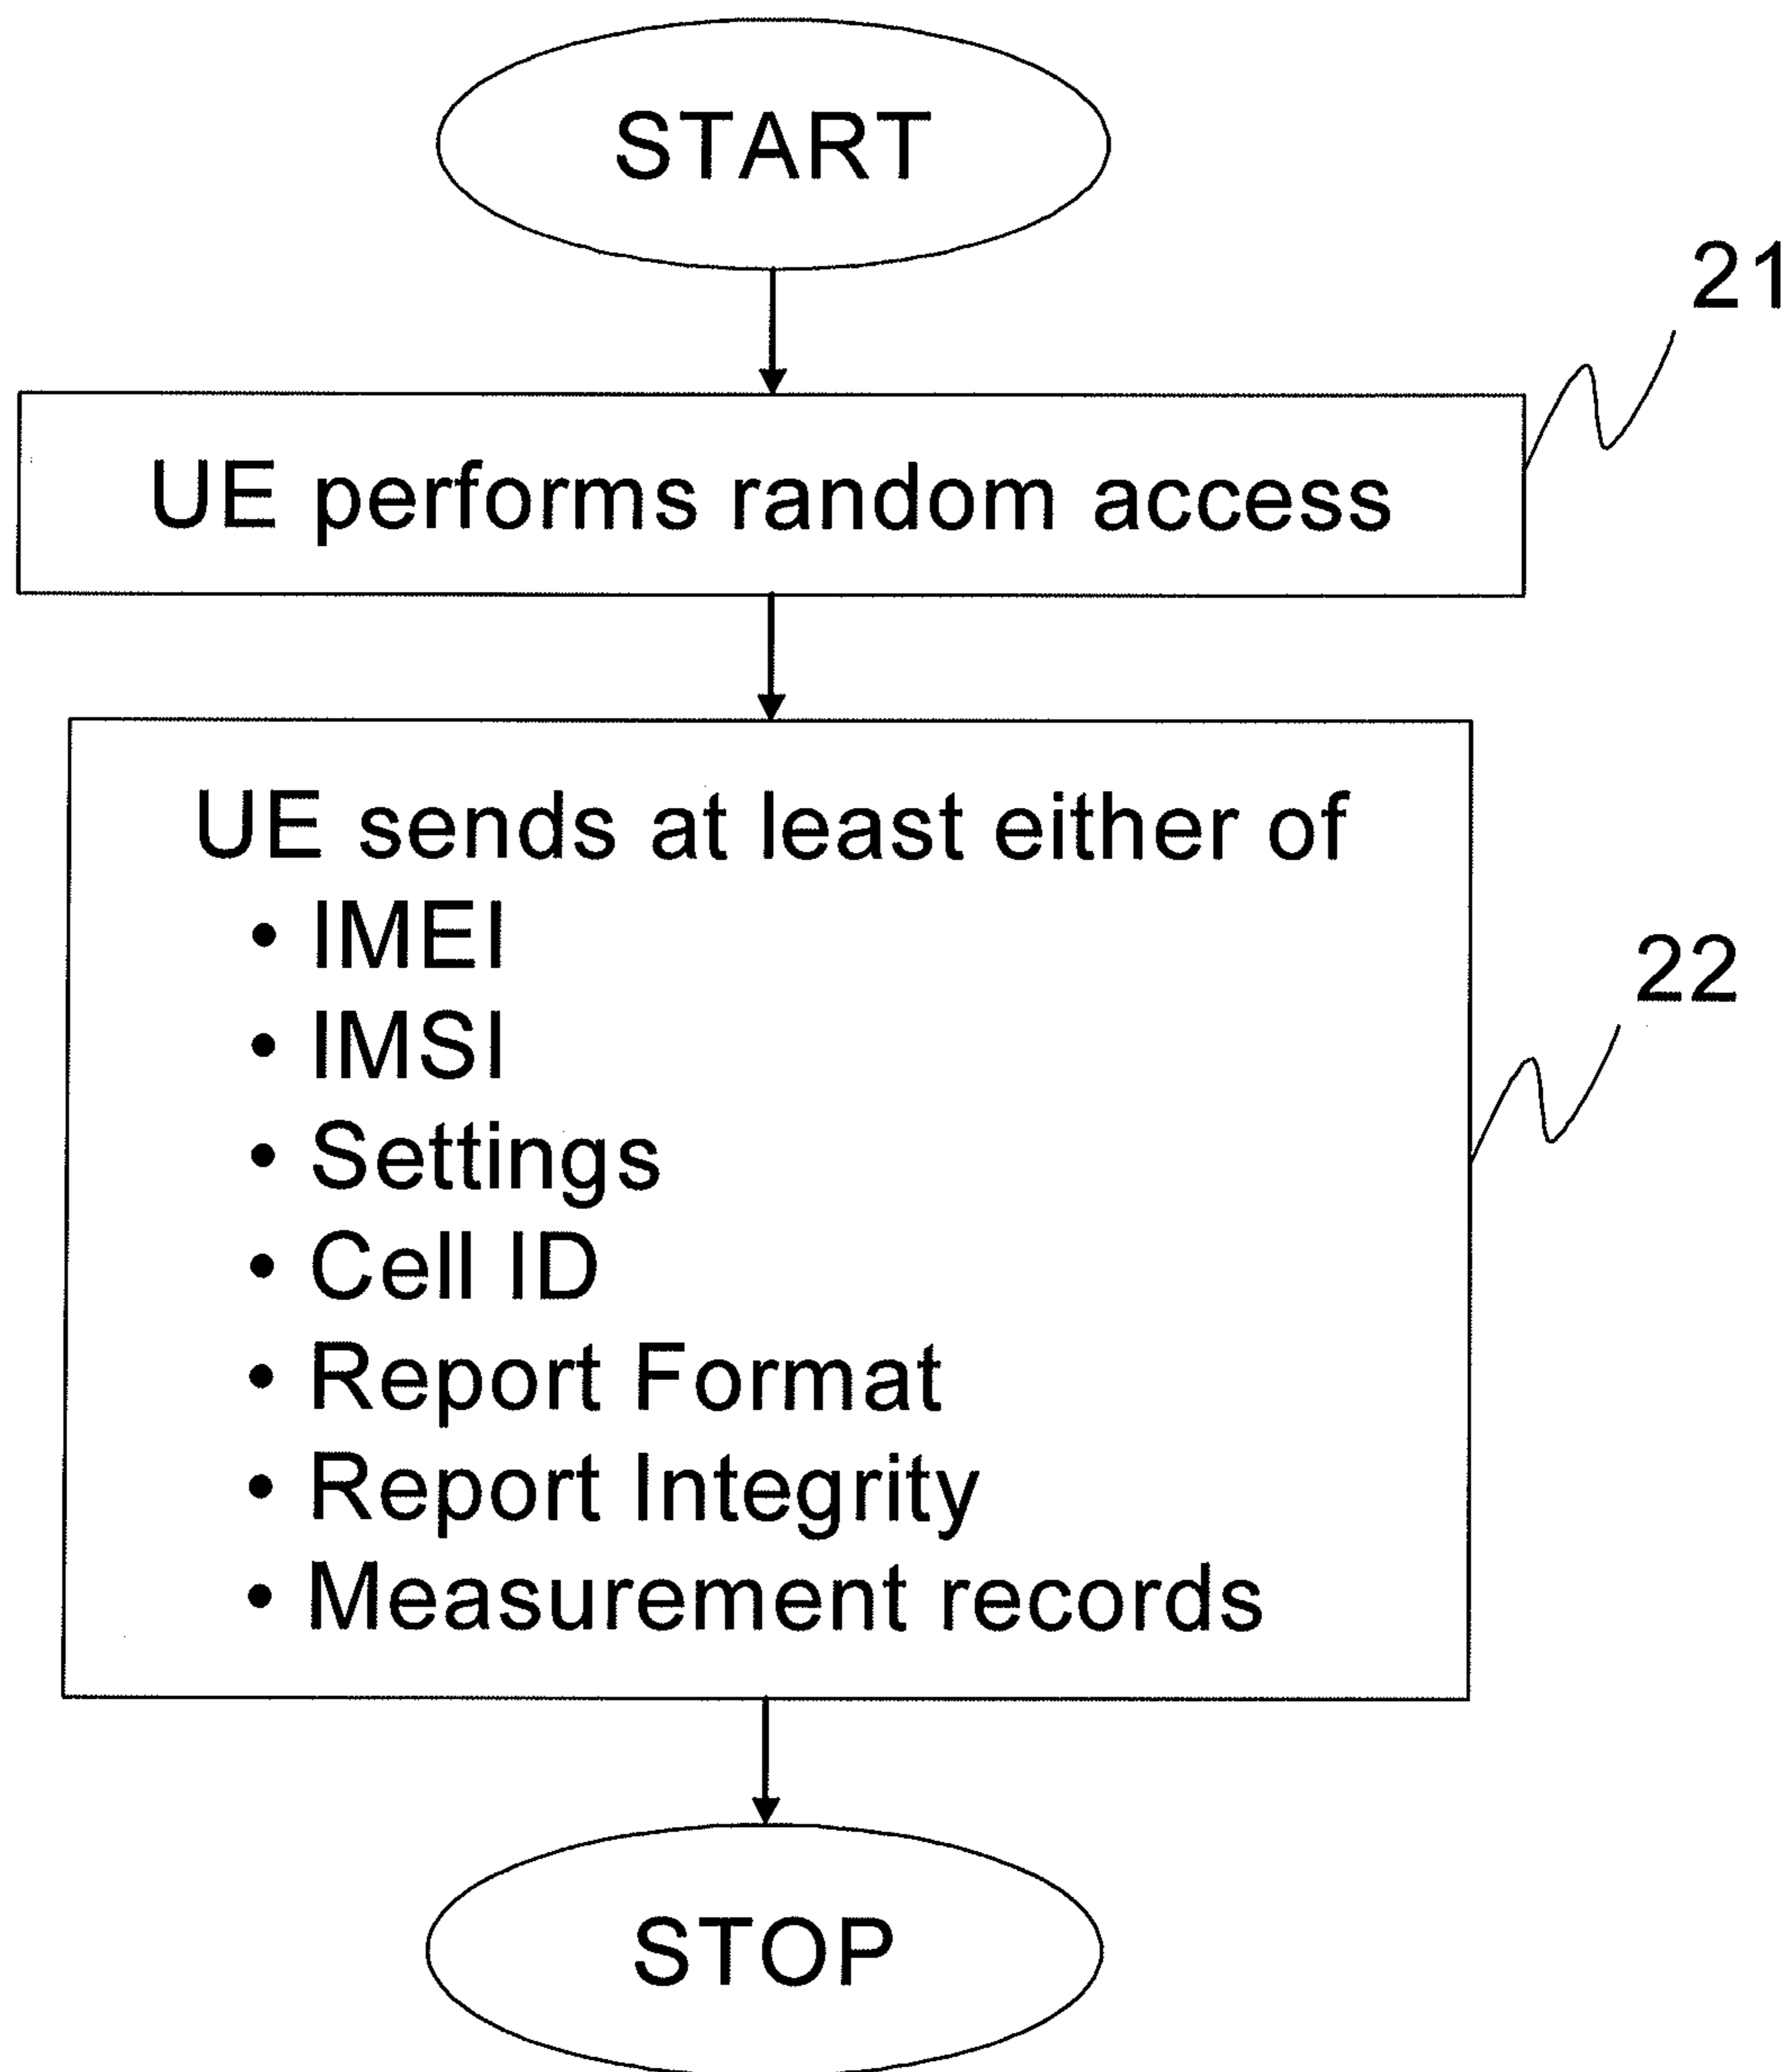 START
21
UE performs random access
UE sends at least either of
• IMEI
• IMSI
• Settings
• Cell ID
• Report Format
• Report Integrity
• Measurement records
22
STOP